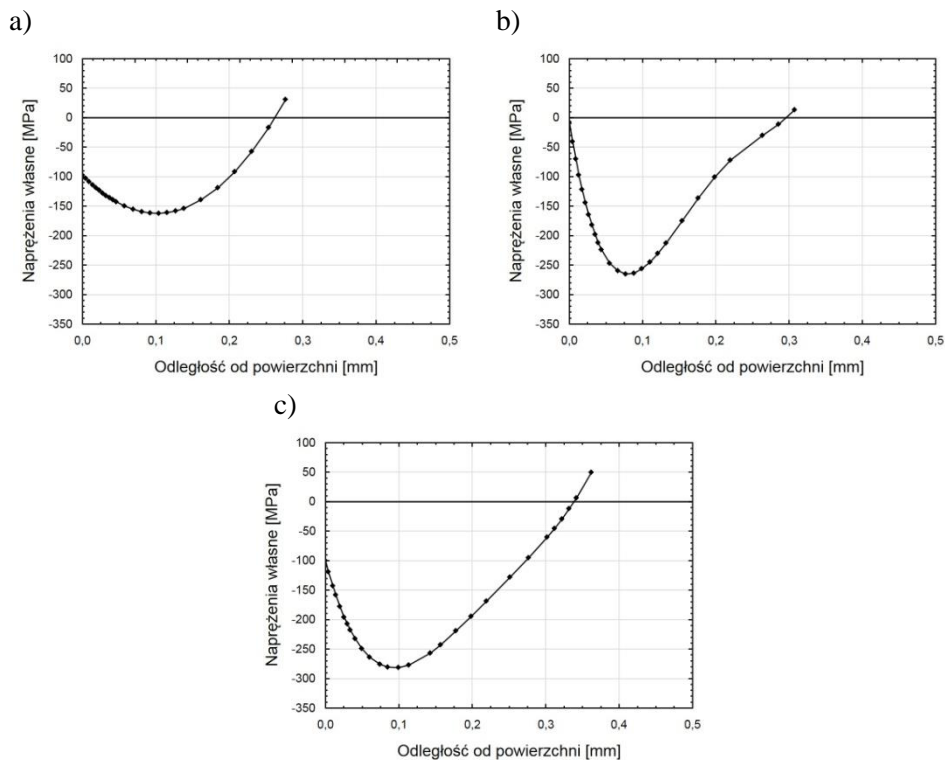 a)
b)
100
50
0
-50
-100
-150
-200
-250
-300
-350
Naprężenia własne [MPa]
0,0 0,1 0,2 0,3 0,4 0,5
Odległość od powierzchni [mm]
100
50
0
-50
-100
-150
-200
-250
-300
-350
Naprężenia własne [MPa]
0,0 0,1 0,2 0,3 0,4 0,5
Odległość od powierzchni [mm]
c)
100
50
0
-50
-100
-150
-200
-250
-300
-350
Naprężenia własne [MPa]
0,0 0,1 0,2 0,3 0,4 0,5
Odległość od powierzchni [mm]